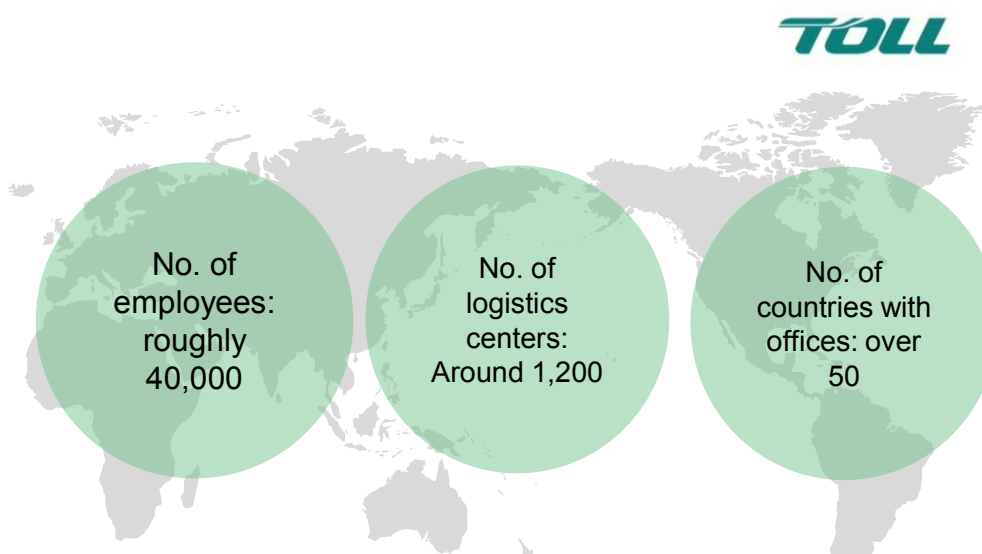 TOLL
No. of
employees:
roughly
40,000
No. of
logistics
centers:
Around 1,200
No. of
countries with
offices: over
50